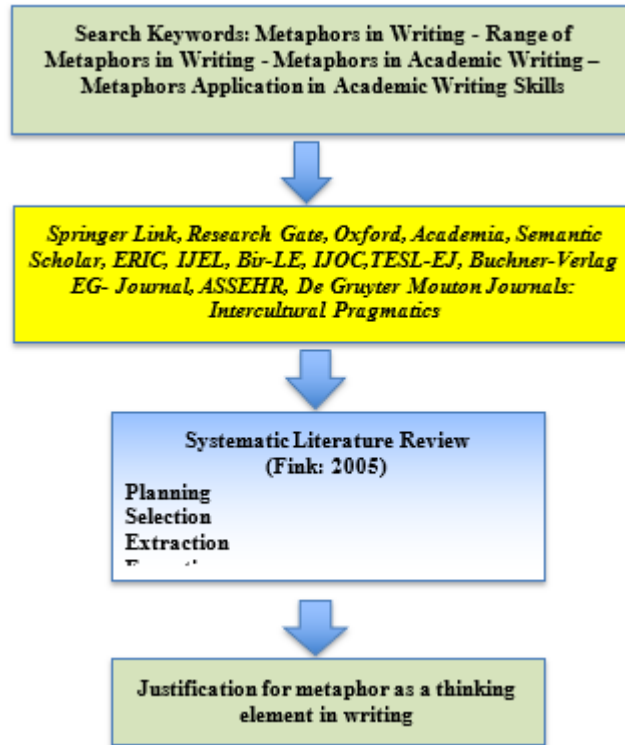 Search Keywords: Metaphors in Writing - Range of
Metaphors in Writing - Metaphors in Academic Writing –
Metaphors Application in Academic Writing Skills
Springer Link, Research Gate, Oxford, Academia, Semantic
Scholar, ERIC, IJEL, Bir-LE, IJOC,TESL-EJ, Buchner-Verlag
EG- Journal, ASSEHR, De Gruyter Mouton Journals:
Intercultural Pragmatics
Systematic Literature Review
(Fink: 2005)
Planning
Selection
Extraction
Justification for metaphor as a thinking
element in writing